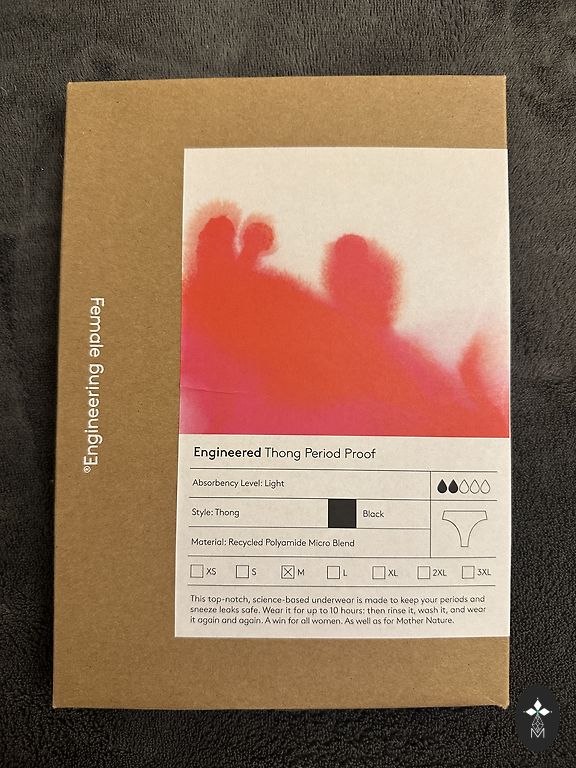 Female Engineering®
Engineered Thong Period Proof
Absorbency Level: Light
Style: Thong
Black
Material: Recycled Polyamide Micro Blend
XS S M L XL 2XL 3XL
This top-notch, science-based underwear is made to keep your periods and
sneeze leaks safe. Wear it for up to 10 hours: then rinse it, wash it, and wear
it again and again. A win for all women. As well as for Mother Nature.
M